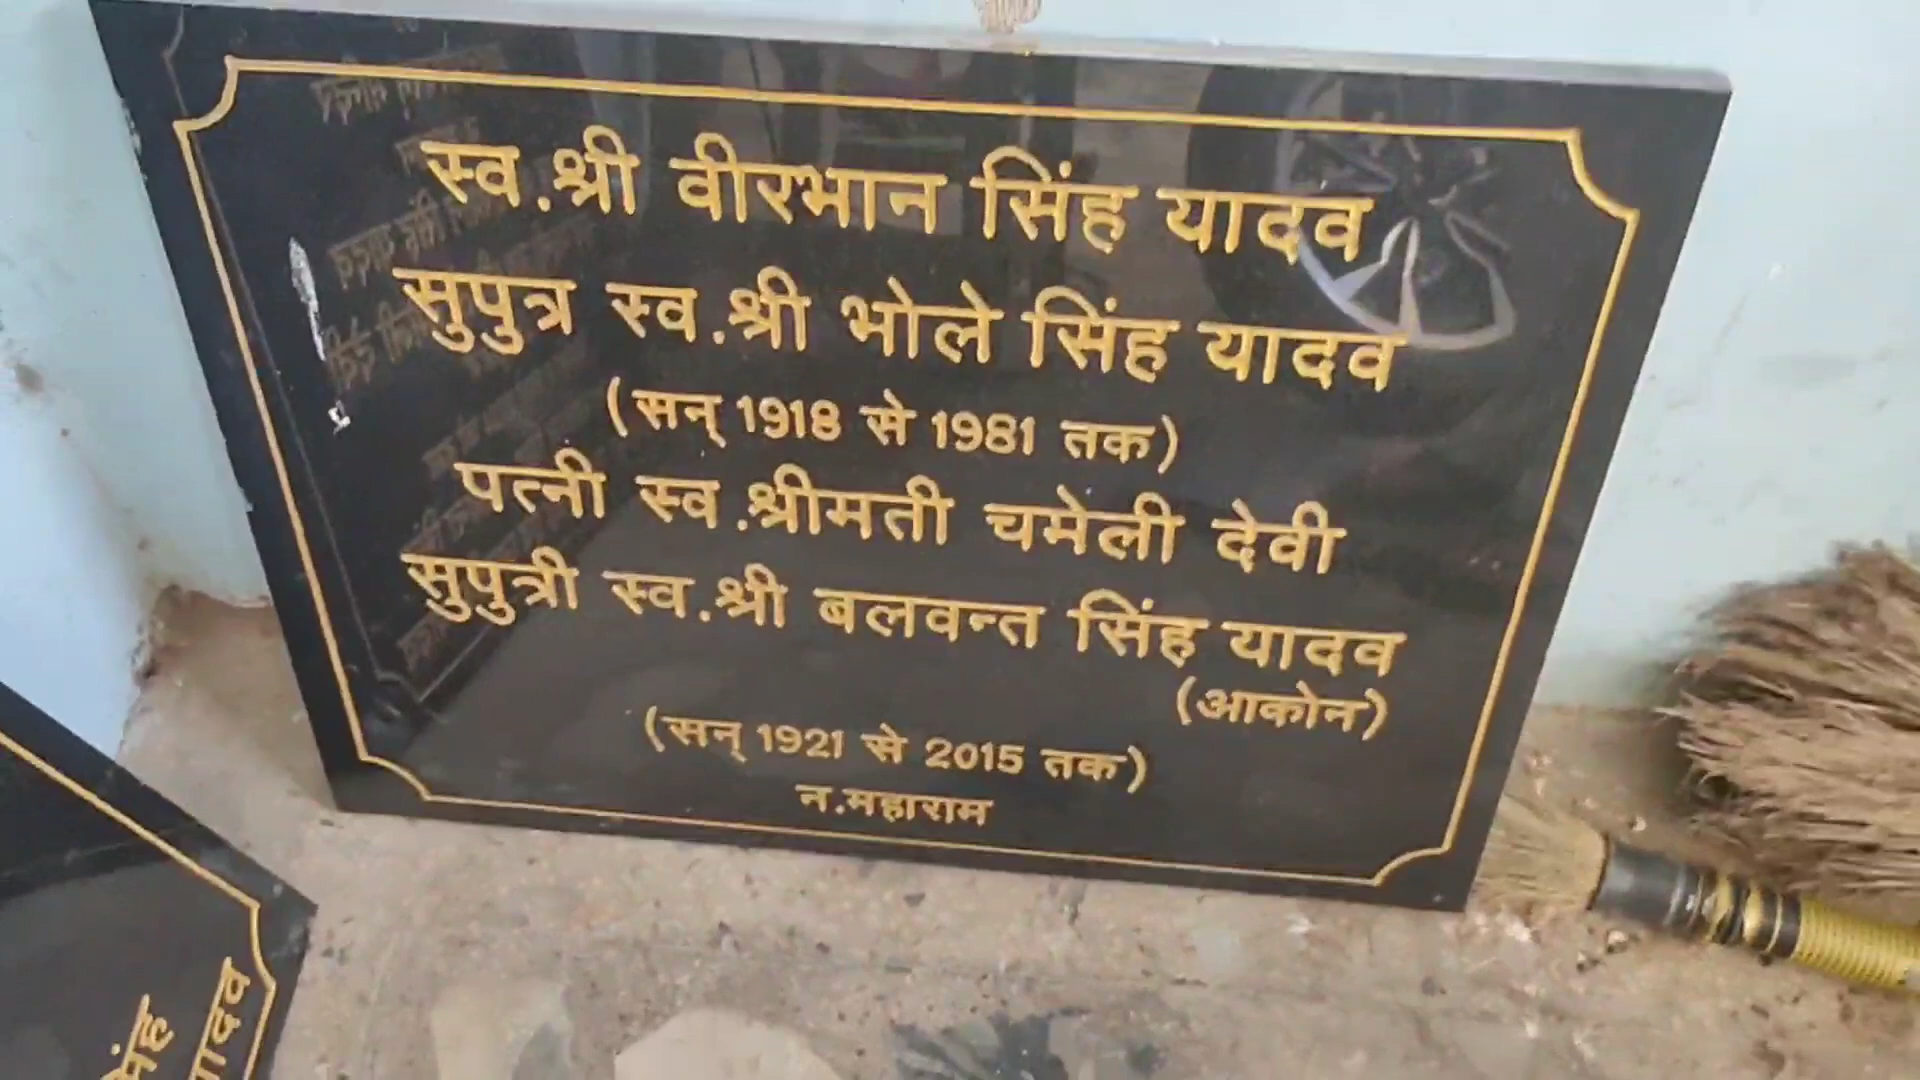 स्व.श्री वीरभान सिंह यादव
सुपुत्र स्व.श्री भोले सिंह यादव
(सन् 1918 से 1981 तक)
पत्नी स्व.श्रीमती चमेली देवी
सुपुत्री स्व.श्री बलवन्त सिंह यादव
(आकोन)
(सन् 1921 से 2015 तक)
न.महाराम
सिंह
यादव